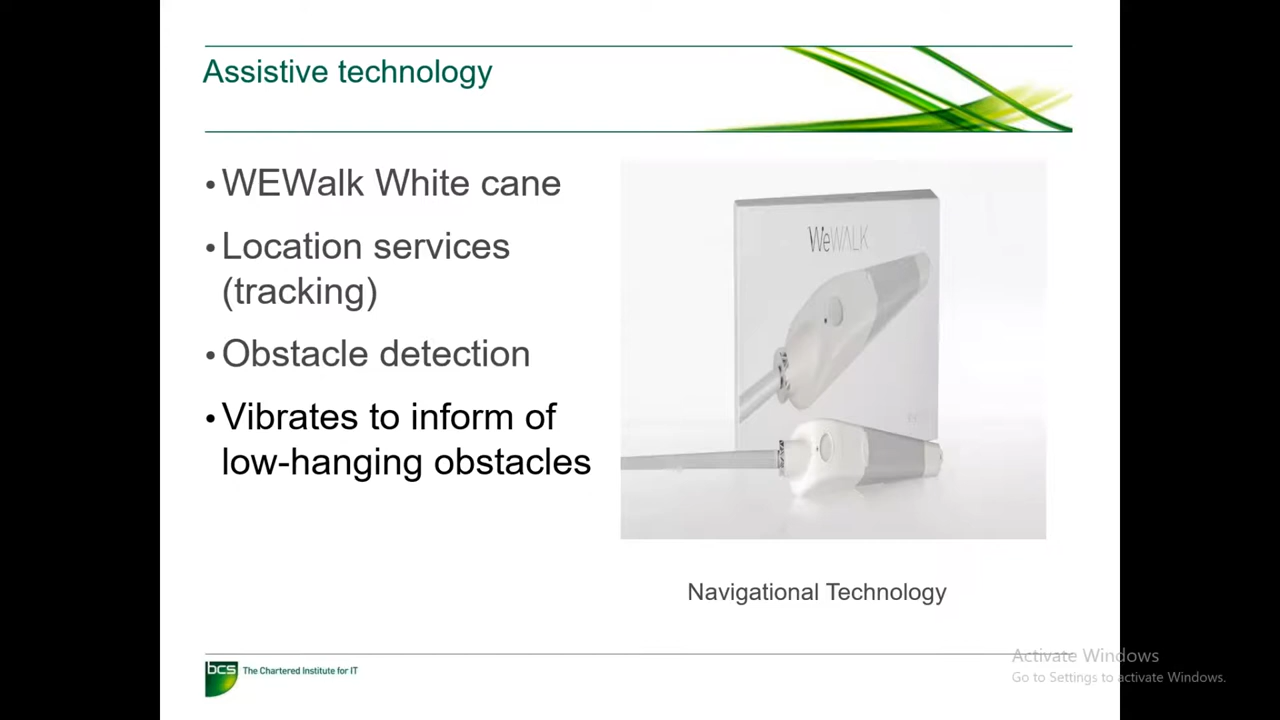 Assistive technology
• WEWalk White cane
• Location services
(tracking)
• Obstacle detection
• Vibrates to inform of
low-hanging obstacles
WeWALK
Navigational Technology
bcs The Chartered Institute for IT
Activate Windows
Go to Settings to activate Windows.